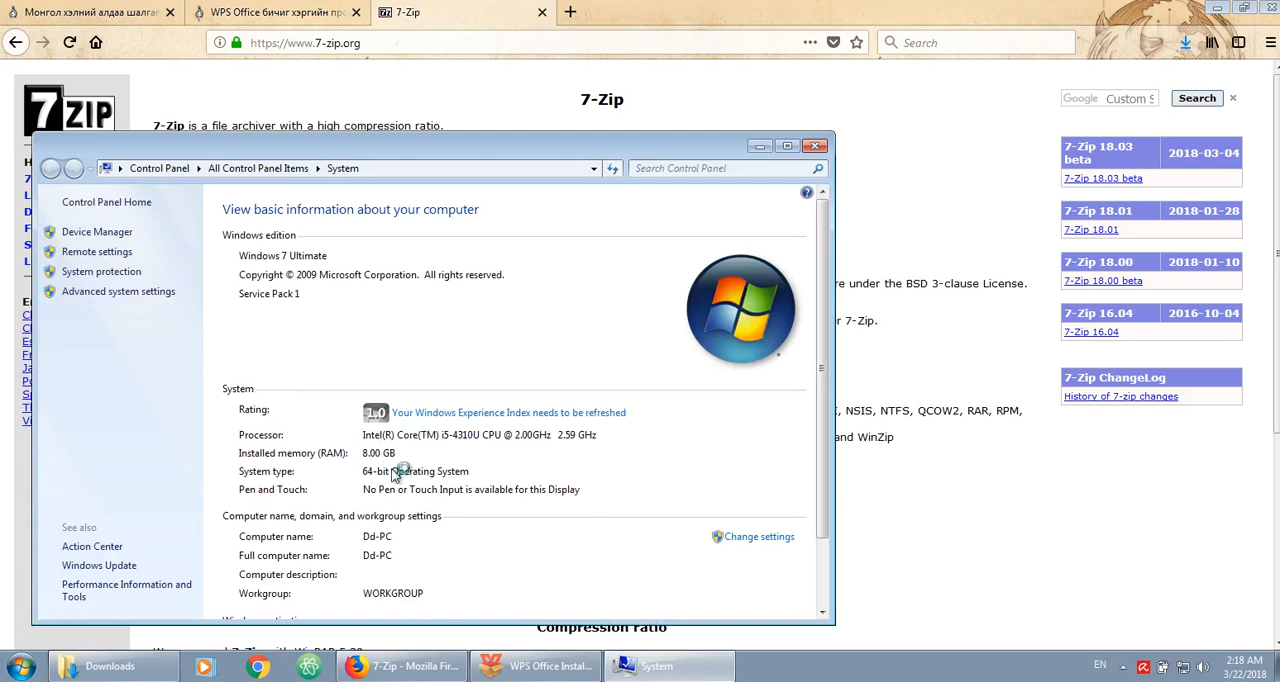 Монгол хэлний алдаа шалгаг
WPS Office бичиг хэргийн про
7-Zip
https://www.7-zip.org
Search
7ZIP
7-Zip
7-Zip is a file archiver with a high compression ratio.
Google Custom S
Search
7-Zip 18.03 beta 2018-03-04
7-Zip 18.03 beta
7-Zip 18.01 2018-01-28
7-Zip 18.01
7-Zip 18.00 2018-01-10
7-Zip 18.00 beta
7-Zip 16.04 2016-10-04
7-Zip 16.04
7-Zip ChangeLog
History of 7-zip changes
re under the BSD 3-clause License.
or 7-Zip.
K, NSIS, NTFS, QCOW2, RAR, RPM,
and WinZip
Control Panel
All Control Panel Items
System
Search Control Panel
Control Panel Home
Device Manager
Remote settings
System protection
Advanced system settings
See also
Action Center
Windows Update
Performance Information and
Tools
View basic information about your computer
Windows edition
Windows 7 Ultimate
Copyright © 2009 Microsoft Corporation. All rights reserved.
Service Pack 1
System
Rating: 1.0 Your Windows Experience Index needs to be refreshed
Processor: Intel(R) Core(TM) i5-4310U CPU @ 2.00GHz 2.59 GHz
Installed memory (RAM): 8.00 GB
System type: 64-bit Operating System
Pen and Touch: No Pen or Touch Input is available for this Display
Computer name, domain, and workgroup settings
Computer name: Dd-PC
Change settings
Full computer name: Dd-PC
Computer description:
Workgroup: WORKGROUP
Compression ratio
Downloads
7-Zip - Mozilla Fir...
WPS Office Instal...
System
EN
2:18 AM
3/22/2018